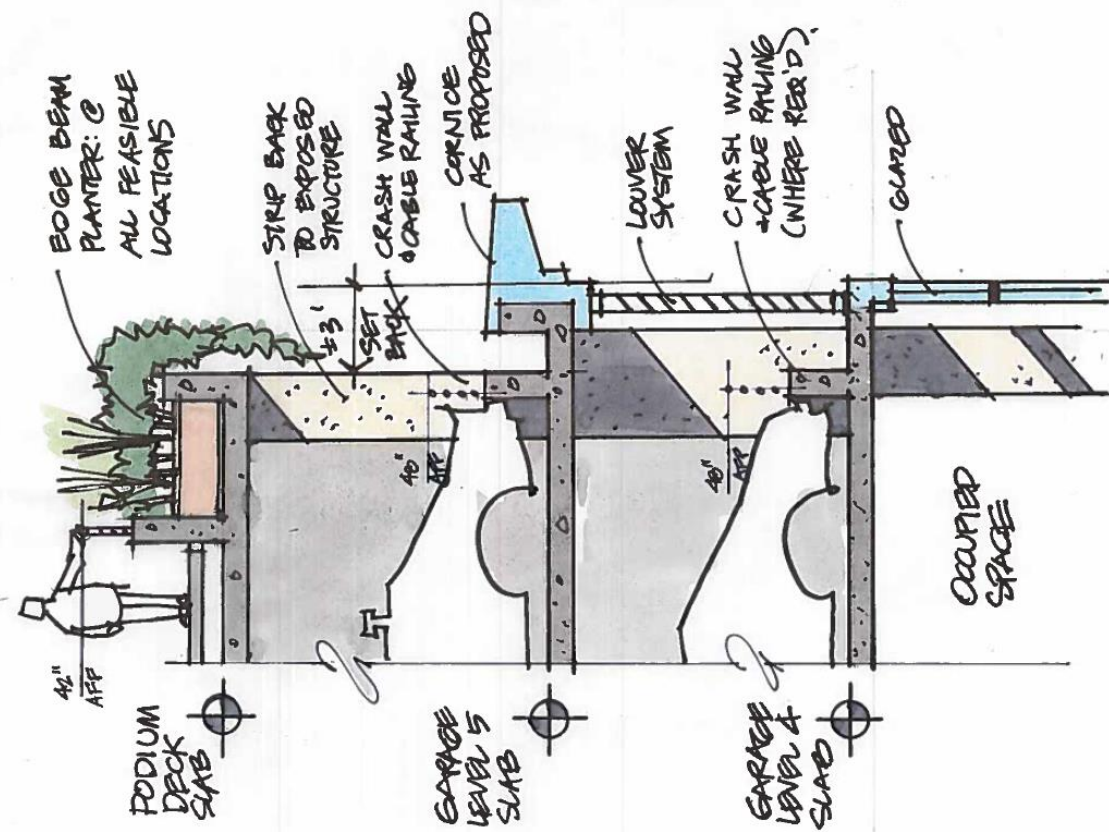 EDGE BEAM
PLANTER: @
ALL FEASIBLE
LOCATIONS
STRIP BACK
TO EXPOSED
STRUCTURE
CRASH WALL
& CABLE RAILING
CORNICE
AS PROPOSED
LOUVER
SYSTEM
CRASH WALL
+CABLE RAILING
(WHERE REQ'D).
GLAZED
±3'
SET
BACK
42"
AFF
48"
AFF
48"
AFF
OCCUPIED
SPACE
PODIUM
DECK
SLAB
GARAGE
LEVEL 5
SLAB
GARAGE
LEVEL 4
SLAB